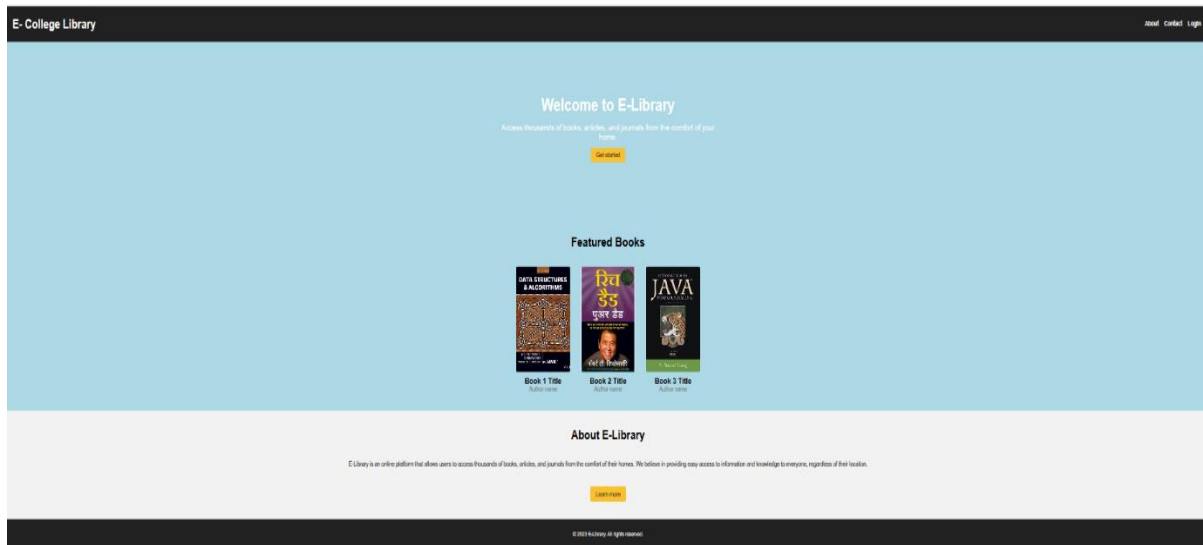 E- College Library
About Contact Login
Welcome to E-Library
Access thousands of books, articles, and journals from the comfort of your
home.
Get started
Featured Books
DATA STRUCTURES
& ALGORITHMS
रिच
डैड
पुअर डैड
JAVA
Book 1 Title
Book 2 Title
Book 3 Title
Author name
Author name
Author name
About E-Library
E-Library is an online platform that allows users to access thousands of books, articles, and journals from the comfort of their homes. We believe in providing easy access to information and knowledge to everyone, regardless of their location.
Learn more
© 2023 E-Library. All rights reserved.